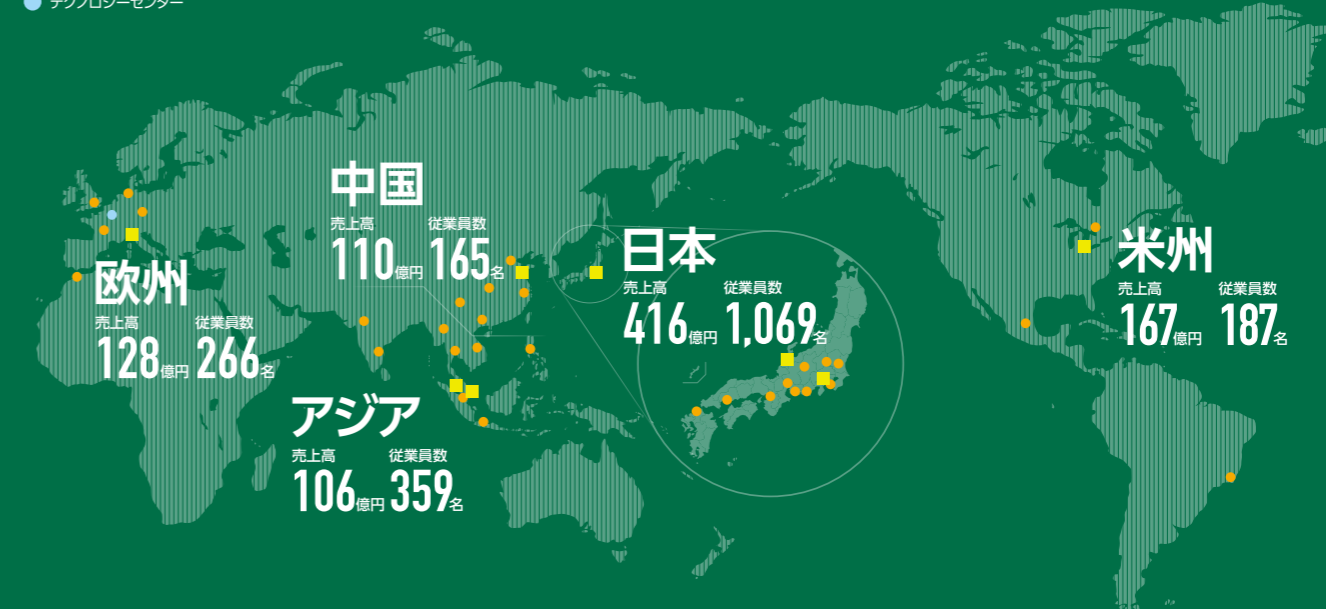 テクノロジーセンター
中国
売上高 従業員数
110億円 165名
日本
売上高 従業員数
416億円 1,069名
米州
売上高 従業員数
167億円 187名
欧州
売上高 従業員数
128億円 266名
アジア
売上高 従業員数
106億円 359名